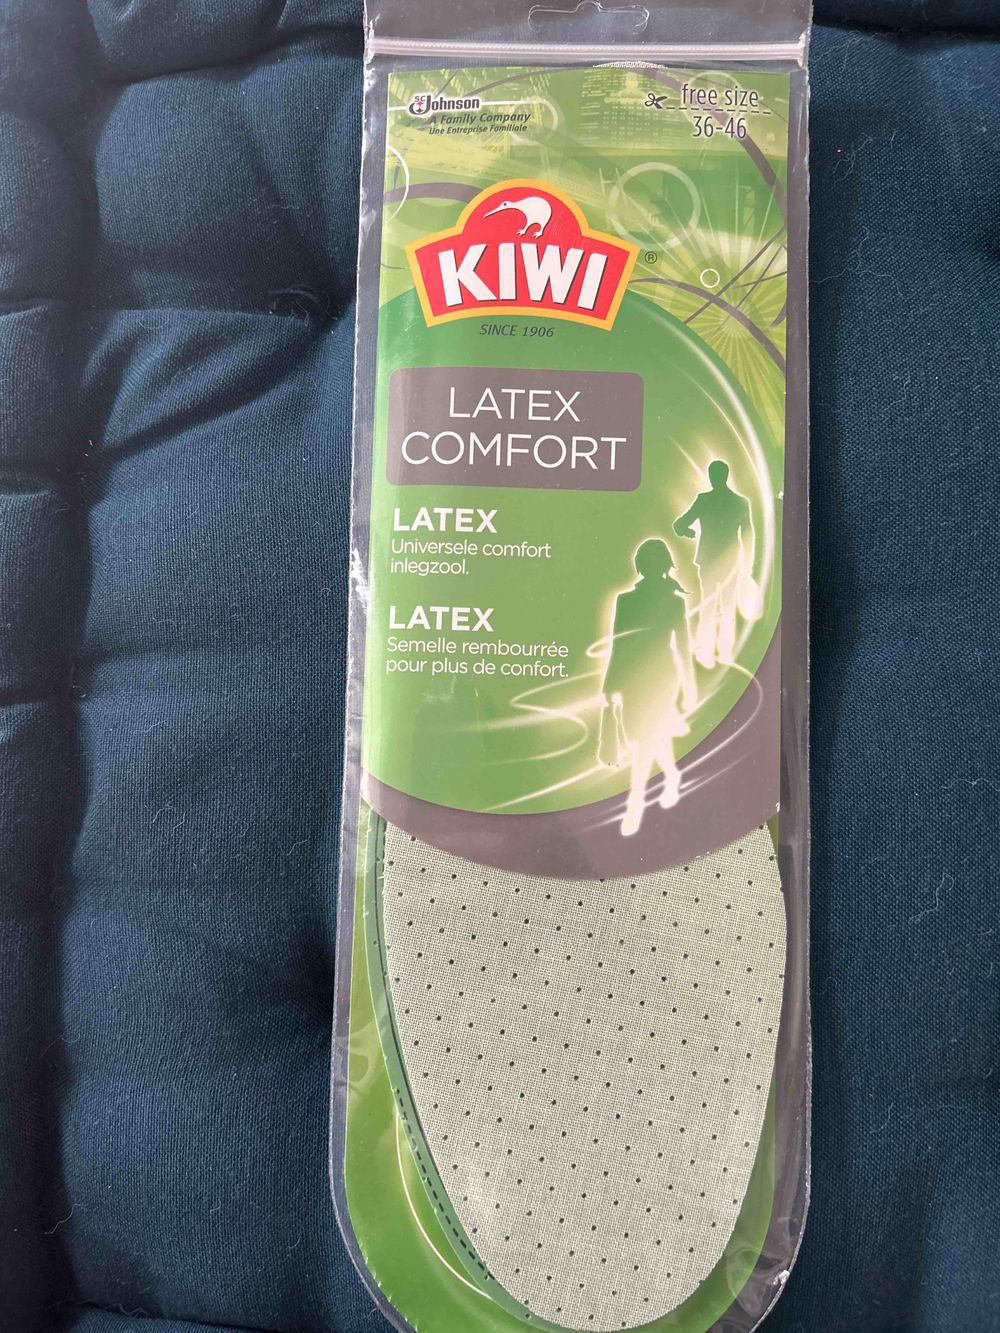 SC Johnson
A Family Company
Une Entreprise Familiale
free size
36-46
KIWI ®
SINCE 1906
LATEX
COMFORT
LATEX
Universele comfort
inlegzool.
LATEX
Semelle rembourrée
pour plus de confort.